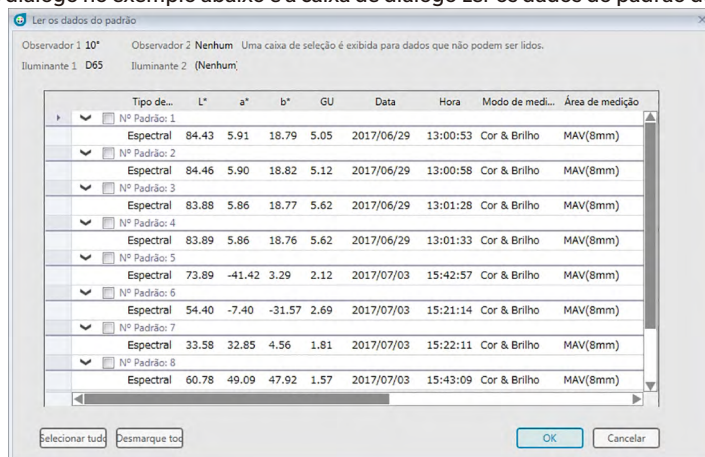 diálogo no exemplo abaixo é a caixa de diálogo Ler os dados do padrão d
Ler os dados do padrão
Observador 1 10° Observador 2 Nenhum Uma caixa de seleção é exibida para dados que não podem ser lidos.
Iluminante 1 D65 Iluminante 2 (Nenhum)
Tipo de... L* a* b* GU Data Hora Modo de medi... Área de medição
Nº Padrão: 1
Espectral 84.43 5.91 18.79 5.05 2017/06/29 13:00:53 Cor & Brilho MAV(8mm)
Nº Padrão: 2
Espectral 84.46 5.90 18.82 5.12 2017/06/29 13:00:58 Cor & Brilho MAV(8mm)
Nº Padrão: 3
Espectral 83.88 5.86 18.77 5.62 2017/06/29 13:01:28 Cor & Brilho MAV(8mm)
Nº Padrão: 4
Espectral 83.89 5.86 18.76 5.62 2017/06/29 13:01:33 Cor & Brilho MAV(8mm)
Nº Padrão: 5
Espectral 73.89 -41.42 3.29 2.12 2017/07/03 15:42:57 Cor & Brilho MAV(8mm)
Nº Padrão: 6
Espectral 54.40 -7.40 -31.57 2.69 2017/07/03 15:21:14 Cor & Brilho MAV(8mm)
Nº Padrão: 7
Espectral 33.58 32.85 4.56 1.81 2017/07/03 15:22:11 Cor & Brilho MAV(8mm)
Nº Padrão: 8
Espectral 60.78 49.09 47.92 1.57 2017/07/03 15:43:09 Cor & Brilho MAV(8mm)
Selecionar tudo Desmarque toc OK Cancelar